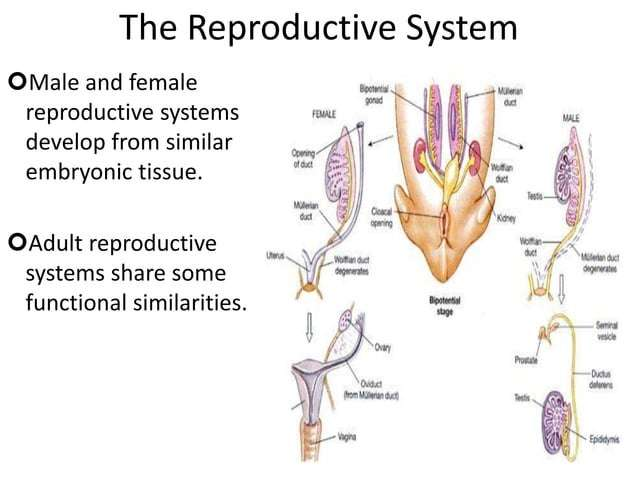 The Reproductive System
Male and female
reproductive systems
develop from similar
embryonic tissue.
Adult reproductive
systems share some
functional similarities.
Bipotential
gonad
Müllerian
duct
FEMALE
MALE
Opening
of duct
Wolffian
duct
Testis
Müllerian
duct
Cloacal
opening
Kidney
Uterus
Wolffian duct
degenerates
Wolffian
duct
Müllerian duct
degenerates
Bipotential
stage
Ovary
Oviduct
(from Müllerian duct)
Vagina
Seminal
vesicle
Prostate
Ductus
deferens
Testis
Epididymis